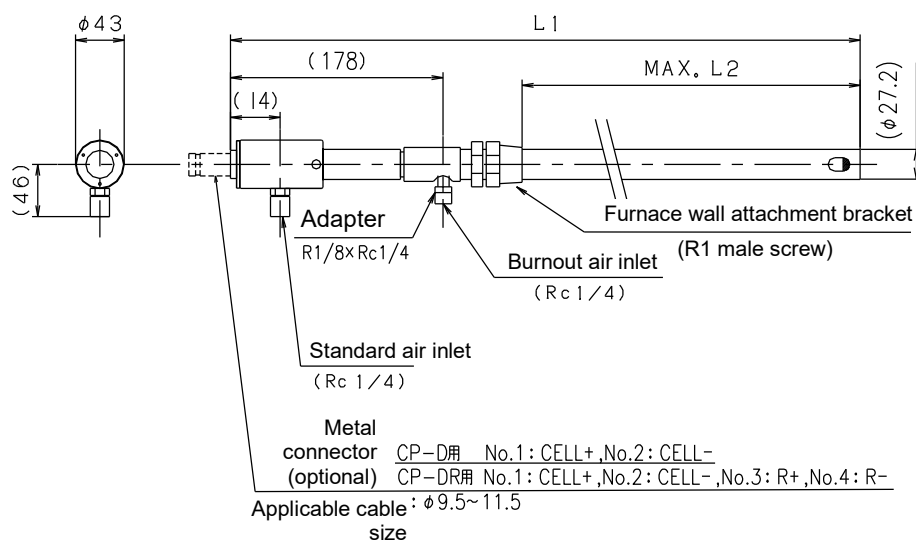 φ43
L1
(178)
MAX. L2
(14)
(φ27.2)
(46)
Adapter
R1/8×Rc1/4
Furnace wall attachment bracket
(R1 male screw)
Burnout air inlet
(Rc1/4)
Standard air inlet
(Rc 1/4)
Metal
connector
(optional)
CP-D用 No.1: CELL+,No.2: CELL-
CP-DR用 No.1: CELL+,No.2: CELL-,No.3: R+,No.4: R-
Applicable cable : φ9.5~11.5
size